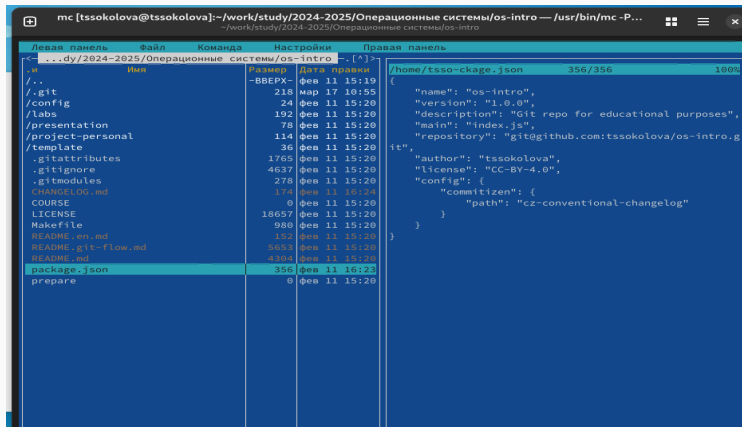 mc [tssokolova@tssokolova]:~/work/study/2024-2025/Операционные системы/os-intro — /usr/bin/mc -P...
~/work/study/2024-2025/Операционные системы/os-intro
Левая панель Файл Команда Настройки Правая панель
<— ...dy/2024-2025/Операционные системы/os-intro —.[^]>
.и Имя Размер Дата правки
/.. -ВВЕРХ- фев 11 15:19
/.git 218 мар 17 10:55
/config 24 фев 11 15:20
/labs 192 фев 11 15:20
/presentation 78 фев 11 15:20
/project-personal 114 фев 11 15:20
/template 36 фев 11 15:20
.gitattributes 1765 фев 11 15:20
.gitignore 4637 фев 11 15:20
.gitmodules 278 фев 11 15:20
CHANGELOG.md 174 фев 11 16:24
COURSE 0 фев 11 15:20
LICENSE 18657 фев 11 15:20
Makefile 980 фев 11 15:20
README.en.md 152 фев 11 15:20
README.git-flow.md 5653 фев 11 15:20
README.md 4304 фев 11 15:20
package.json 356 фев 11 16:23
prepare 0 фев 11 15:20
/home/tsso~ckage.json 356/356 100%
{
"name": "os-intro",
"version": "1.0.0",
"description": "Git repo for educational purposes",
"main": "index.js",
"repository": "git@github.com:tssokolova/os-intro.g
it",
"author": "tssokolova",
"license": "CC-BY-4.0",
"config": {
"commitizen": {
"path": "cz-conventional-changelog"
}
}
}